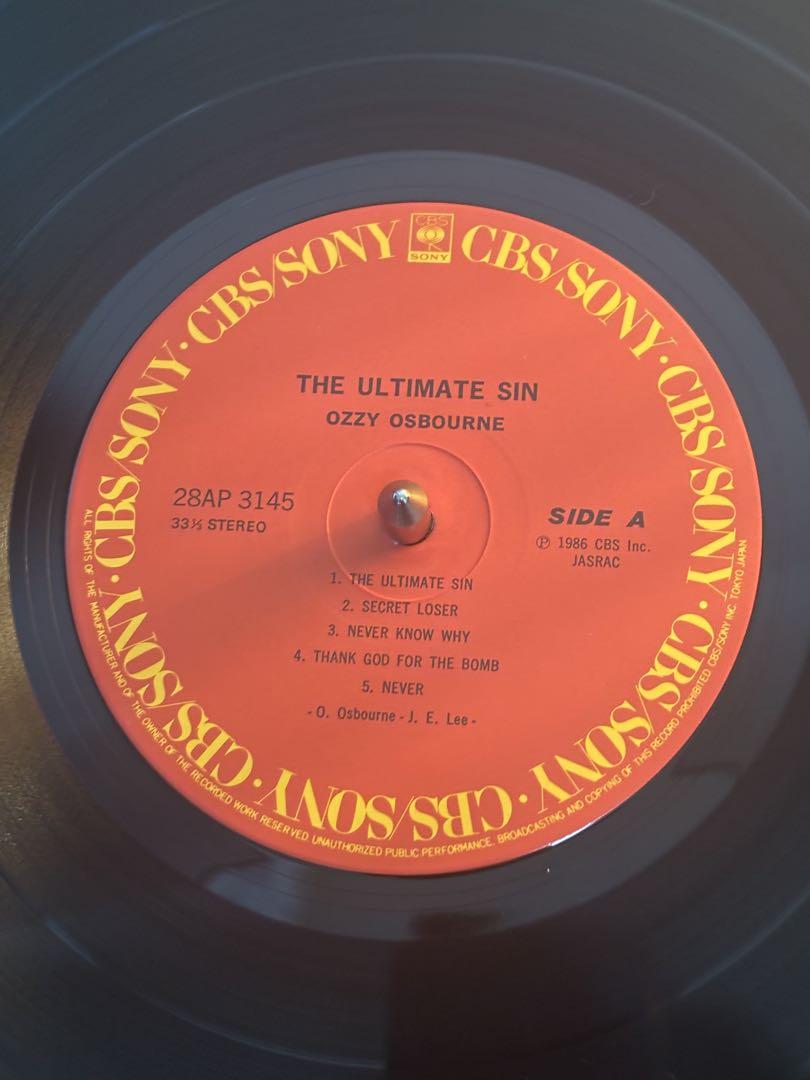 CBS
SONY
CBS/SONY · CBS/SONY · CBS/SONY · CBS/SONY · CBS/SONY · CBS/SONY · CBS/SONY · CBS/SONY
THE ULTIMATE SIN
OZZY OSBOURNE
28AP 3145
33⅓ STEREO
SIDE A
℗ 1986 CBS Inc.
JASRAC
1. THE ULTIMATE SIN
2. SECRET LOSER
3. NEVER KNOW WHY
4. THANK GOD FOR THE BOMB
5. NEVER
- O. Osbourne - J. E. Lee -
ALL RIGHTS OF THE MANUFACTURER AND OF THE OWNER OF THE RECORDED WORK RESERVED UNAUTHORIZED PUBLIC PERFORMANCE. BROADCASTING AND COPYING OF THIS RECORD PROHIBITED CBS/SONY INC. TOKYO JAPAN